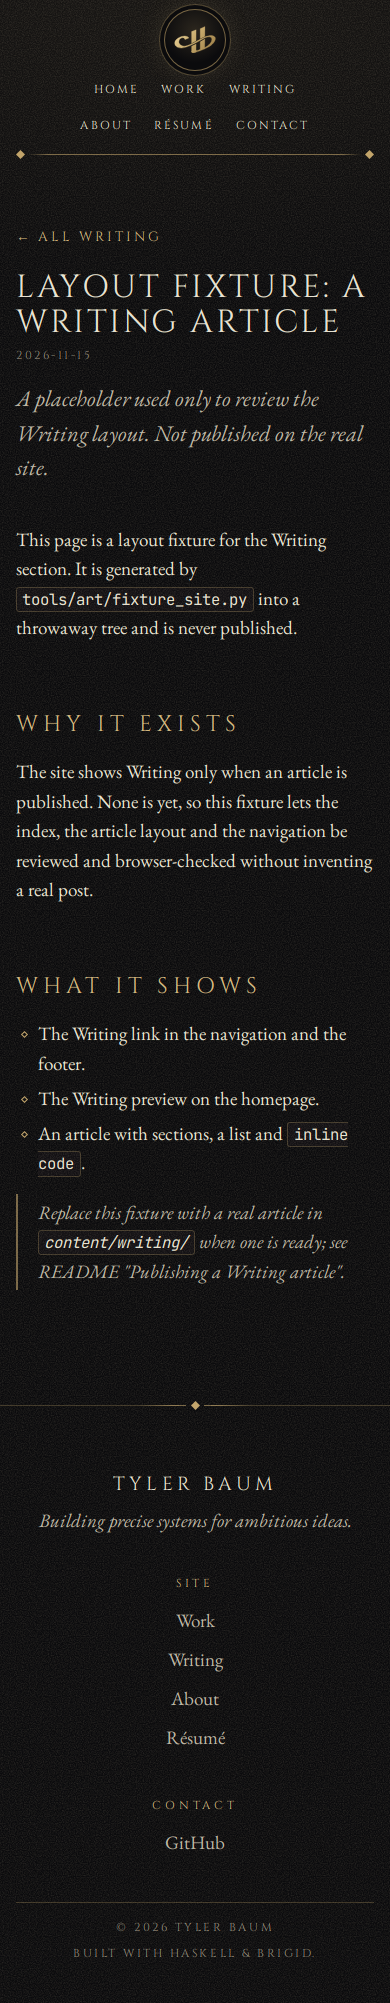 HOME WORK WRITING
ABOUT RÉSUMÉ CONTACT
← ALL WRITING
LAYOUT FIXTURE: A
WRITING ARTICLE
2026-11-15
A placeholder used only to review the
Writing layout. Not published on the real
site.
This page is a layout fixture for the Writing
section. It is generated by
tools/art/fixture_site.py into a
throwaway tree and is never published.
WHY IT EXISTS
The site shows Writing only when an article is
published. None is yet, so this fixture lets the
index, the article layout and the navigation be
reviewed and browser-checked without inventing
a real post.
WHAT IT SHOWS
The Writing link in the navigation and the
footer.
The Writing preview on the homepage.
An article with sections, a list and inline
code.
Replace this fixture with a real article in
content/writing/ when one is ready; see
README "Publishing a Writing article".
TYLER BAUM
Building precise systems for ambitious ideas.
SITE
Work
Writing
About
Résumé
CONTACT
GitHub
© 2026 TYLER BAUM
BUILT WITH HASKELL & BRIGID.